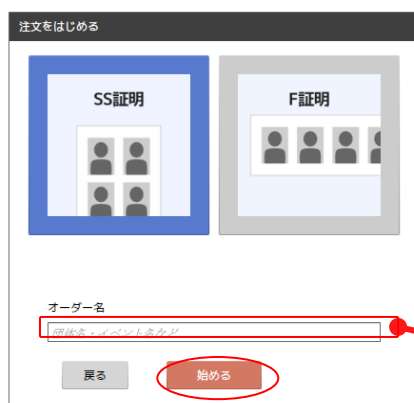 注文をはじめる
SS証明
F証明
オーダー名
団体名・イベント名など
戻る
始める